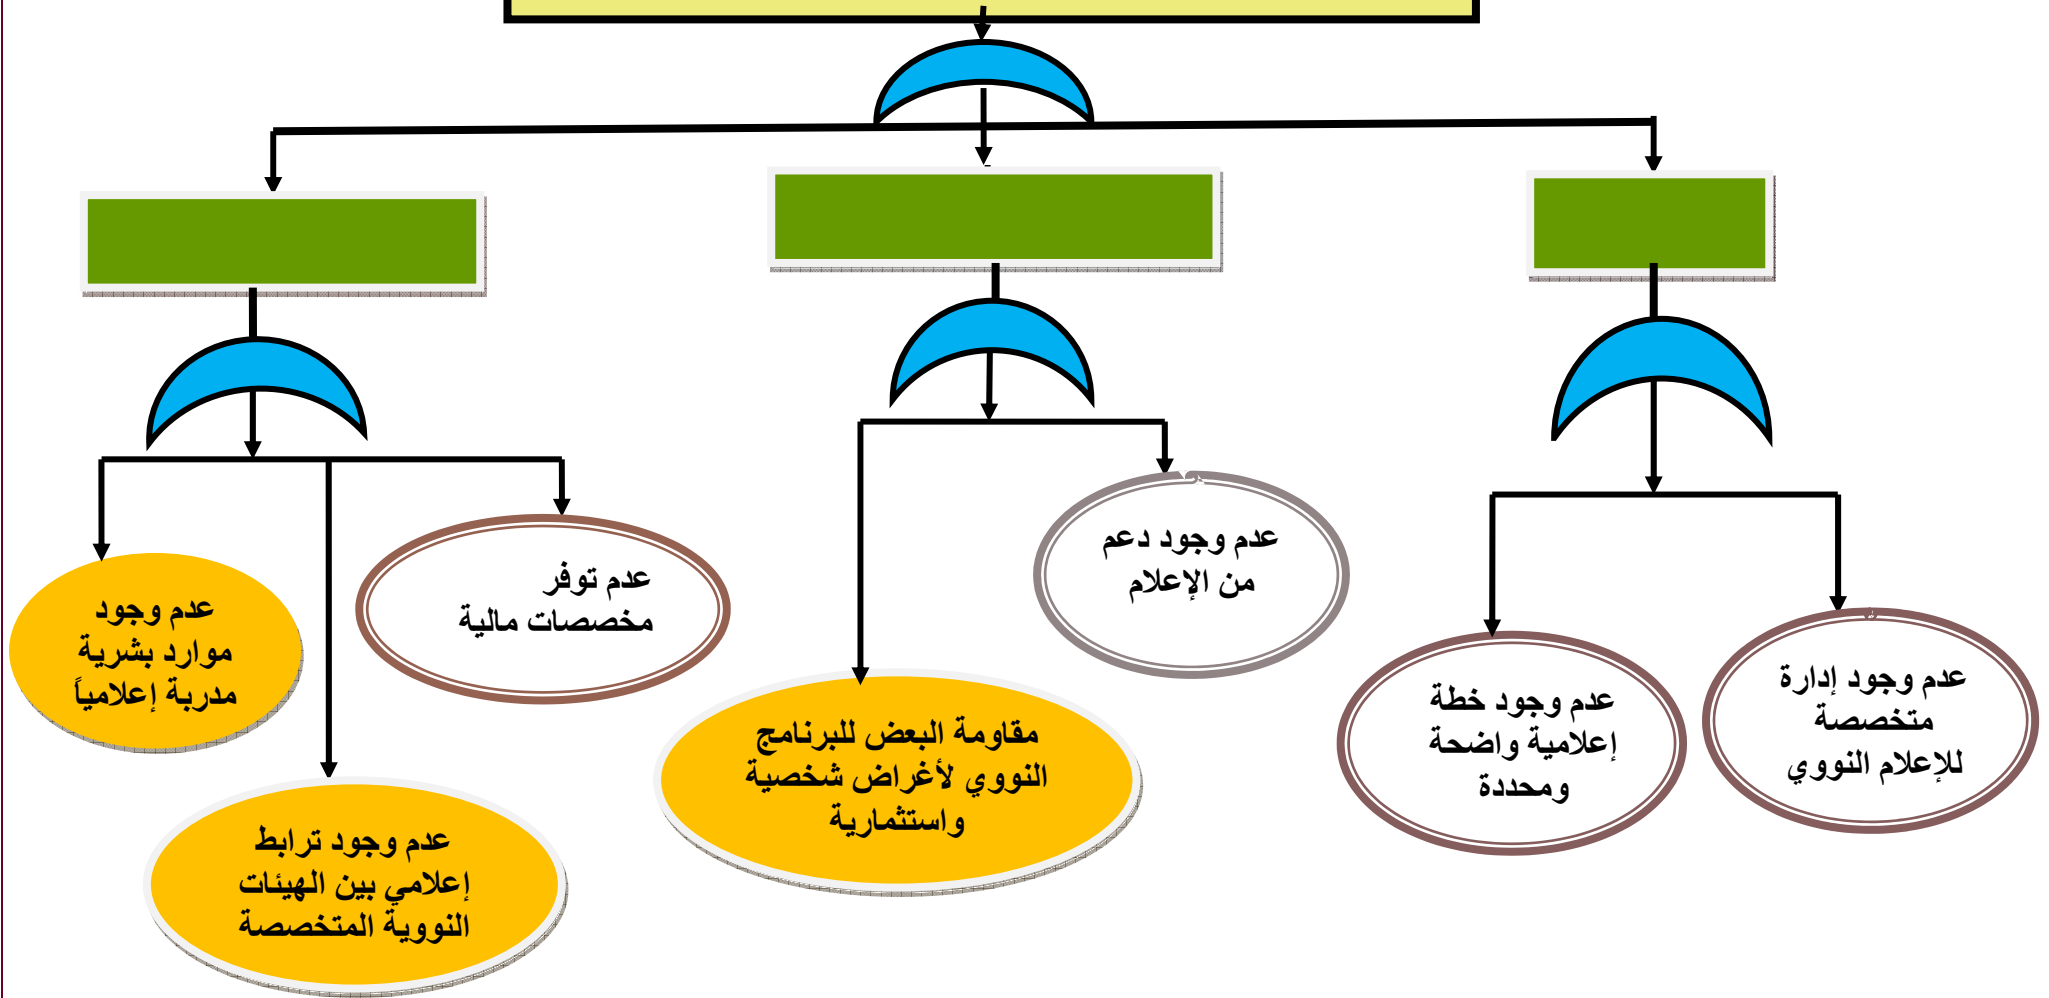 عدم وجود إدارة
متخصصة
للإعلام النووي
عدم وجود خطة
إعلامية واضحة
ومحددة
عدم وجود دعم
من الإعلام
مقاومة البعض للبرنامج
النووي لأغراض شخصية
واستثمارية
عدم توفر
مخصصات مالية
عدم وجود ترابط
إعلامي بين الهيئات
النووية المتخصصة
عدم وجود
موارد بشرية
مدربة إعلامياً